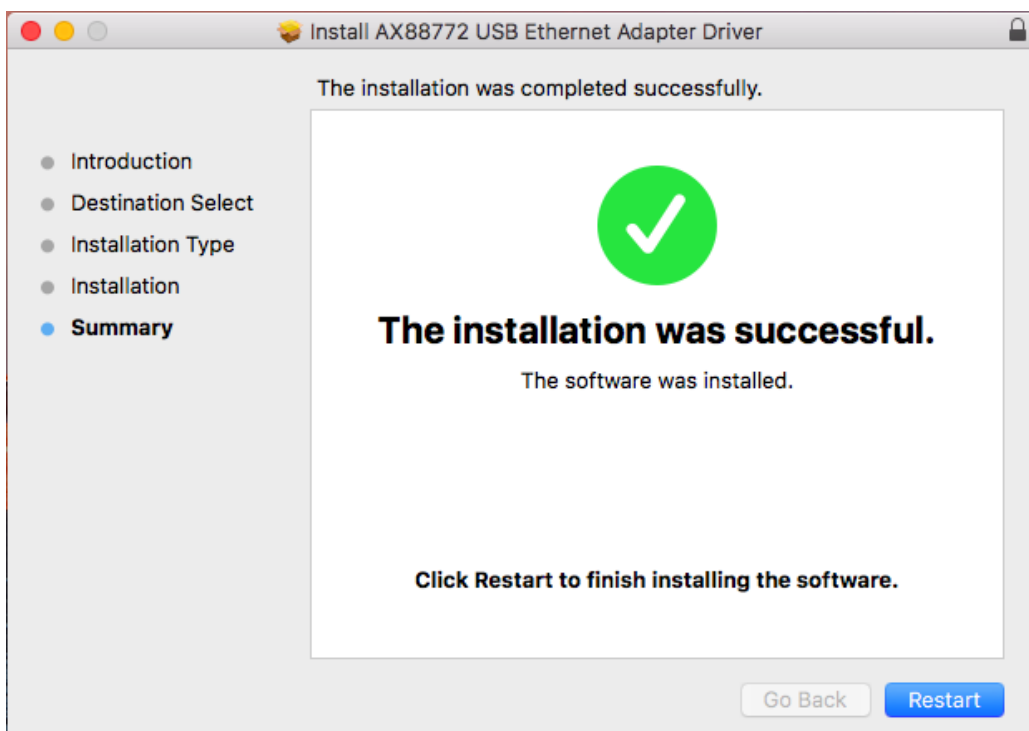 Install AX88772 USB Ethernet Adapter Driver
The installation was completed successfully.
Introduction
Destination Select
Installation Type
Installation
Summary
The installation was successful.
The software was installed.
Click Restart to finish installing the software.
Go Back
Restart